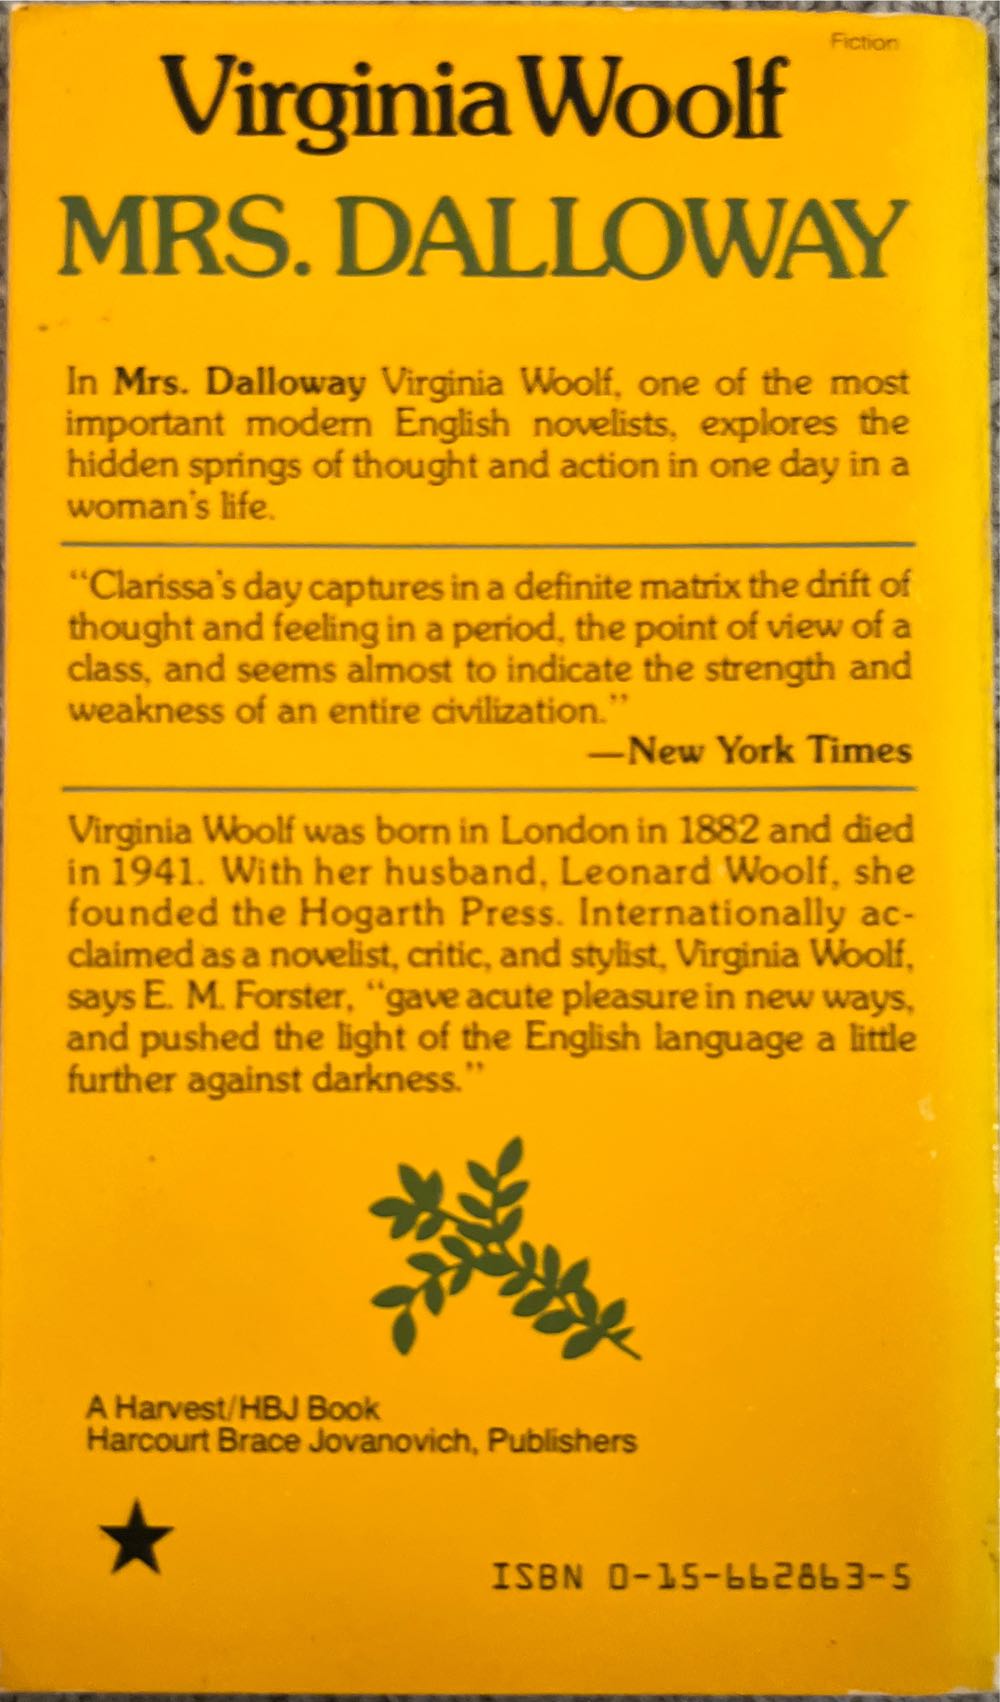 Fiction
Virginia Woolf
MRS. DALLOWAY
In Mrs. Dalloway Virginia Woolf, one of the most
important modern English novelists, explores the
hidden springs of thought and action in one day in a
woman's life.
“Clarissa's day captures in a definite matrix the drift of
thought and feeling in a period, the point of view of a
class, and seems almost to indicate the strength and
weakness of an entire civilization.”
—New York Times
Virginia Woolf was born in London in 1882 and died
in 1941. With her husband, Leonard Woolf, she
founded the Hogarth Press. Internationally ac-
claimed as a novelist, critic, and stylist, Virginia Woolf,
says E. M. Forster, “gave acute pleasure in new ways,
and pushed the light of the English language a little
further against darkness.”
A Harvest/HBJ Book
Harcourt Brace Jovanovich, Publishers
ISBN 0-15-662863-5